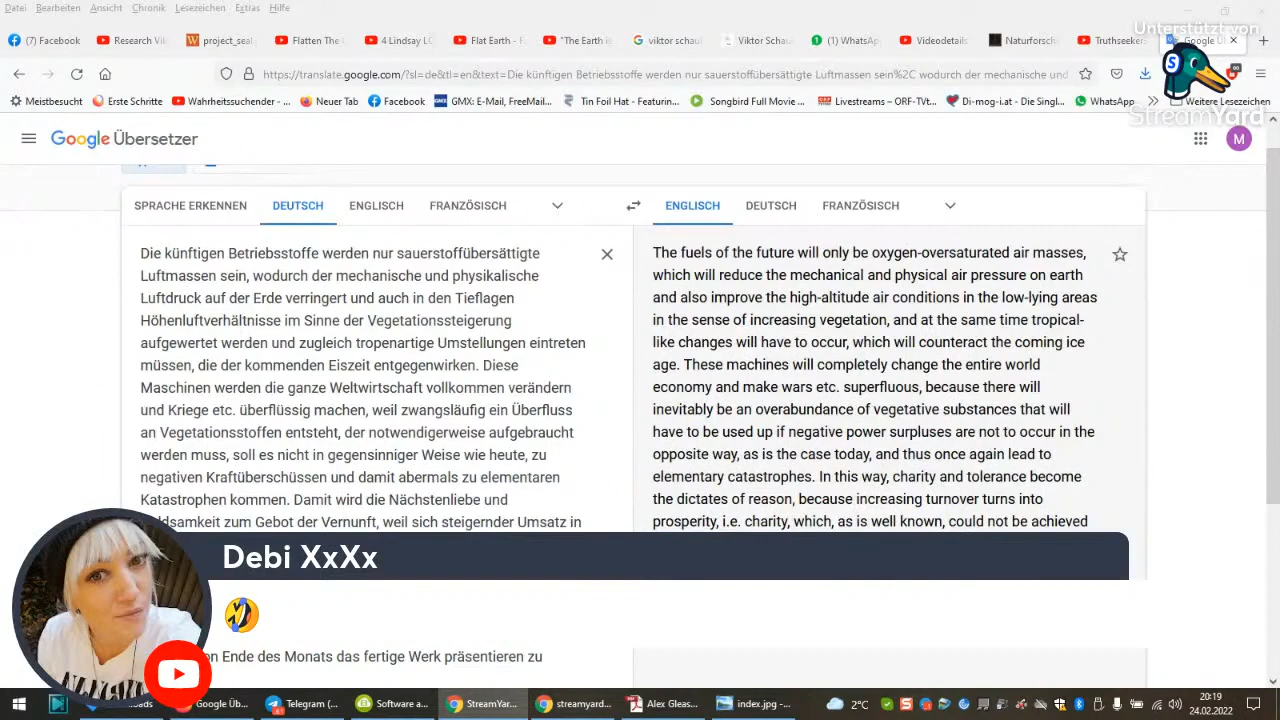 Datei Bearbeiten Ansicht Chronik Lesezeichen Extras Hilfe
Unterstützt von
(7) Facebook Research Vik project_seal Flatten The 4 Lindsay LO Flat Earth - F "The Earth is viktor schau Viktor Schau (1) WhatsAp Videodetails Naturforsch Truthseeker Google Üb
https://translate.google.com/?sl=de&tl=en&text=Die künftigen Betriebsstoffe werden nur sauerstoffübersättigte Luftmassen sein%2C wodurch der mechanische und
Meistbesucht Erste Schritte Wahrheitssuchender -... Neuer Tab Facebook GMX: E-Mail, FreeMai... Tin Foil Hat - Featurin... Songbird Full Movie ... Livestreams – ORF-TVt... Di-mog-i.at - Die Singl... WhatsApp Weitere Lesezeichen
StreamYard
Google Übersetzer
M
SPRACHE ERKENNEN DEUTSCH ENGLISCH FRANZÖSISCH
ENGLISCH DEUTSCH FRANZÖSISCH
Die künftigen Betriebsstoffe werden nur sauerstoffübersättigte
Luftmassen sein, wodurch der mechanische und physikalische
Luftdruck auf der Erde verringert und auch in den Tieflagen
Höhenluftverhältnisse im Sinne der Vegetationssteigerung
aufgewertet werden und zugleich tropenartige Umstellungen eintreten
müssen, die der kommenden Eiszeit entgegenwirken. Diese
Maschinen werden die ganze Weltwirtschaft vollkommen verändern
und Kriege etc. überflüssig machen, weil zwangsläufig ein Überfluss
an Vegetationsstoffen entsteht, der notwendigerweise aufgebraucht
werden muss, soll es nicht in gegensinniger Weise wie heute, zu
negativen Kraftüberschüssen und damit abermals zu elementaren
Katastrophen kommen. Damit wird die Nächstenliebe und
ldsamkeit zum Gebot der Vernunft, weil sich steigernder Umsatz in
The fuels of the future will only be oxygen-oversaturated air masses,
which will reduce the mechanical and physical air pressure on earth
and also improve the high-altitude air conditions in the low-lying areas
in the sense of increasing vegetation, and at the same time tropical-
like changes will have to occur, which will counteract the coming ice
age. These machines will completely change the entire world
economy and make wars etc. superfluous, because there will
inevitably be an overabundance of vegetative substances that will
have to be used up if negative power surpluses are not to occur in the
opposite way, as is the case today, and thus once again lead to
elementary catastrophes. In this way, charity and tolerance become
the dictates of reason, because increasing turnover turns into
prosperity, i.e. charity, which, as is well known, could not be achieved
Debi XxXx
on Ende des Monats das fertige Werk präsentieren zu
loads Google Üb... Telegram (... Software a... StreamYar... streamyard... Alex Gleas... index.jpg -... 2°C 20:19
24.02.2022